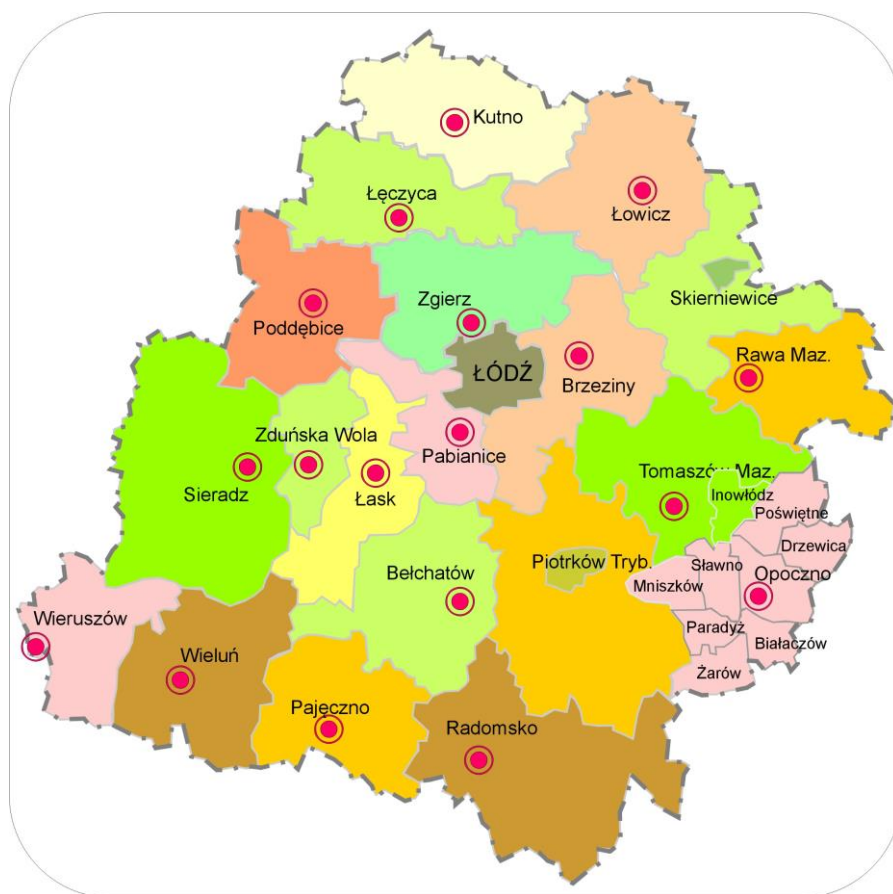 Kutno
Łęczyca
Łowicz
Zgierz
Skierniewice
Poddębice
Rawa Maz.
ŁÓDŹ
Brzeziny
Zduńska Wola
Pabianice
Sieradz
Łask
Tomaszów Maz.
Inowłódz
Poświętne
Drzewica
Piotrków Tryb.
Sławno
Opoczno
Mniszków
Bełchatów
Wieruszów
Paradyż
Białaczów
Wieluń
Żarów
Pajęczno
Radomsko